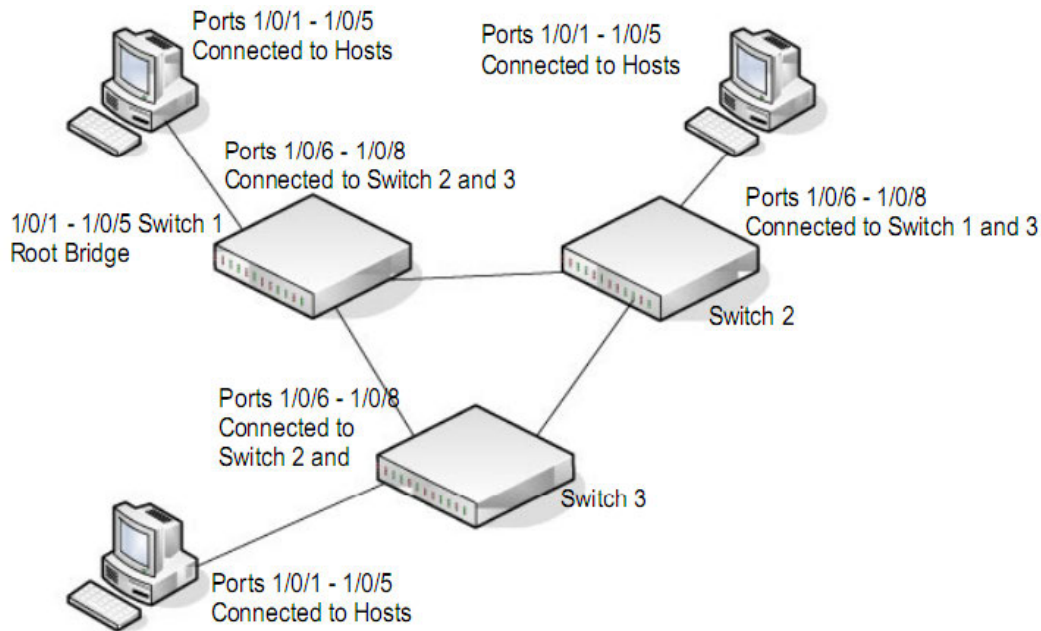 Ports 1/0/1 - 1/0/5
Connected to Hosts
Ports 1/0/1 - 1/0/5
Connected to Hosts
Ports 1/0/6 - 1/0/8
Connected to Switch 2 and 3
Ports 1/0/6 - 1/0/8
Connected to Switch 1 and 3
1/0/1 - 1/0/5 Switch 1
Root Bridge
Switch 2
Ports 1/0/6 - 1/0/8
Connected to
Switch 2 and
Switch 3
Ports 1/0/1 - 1/0/5
Connected to Hosts